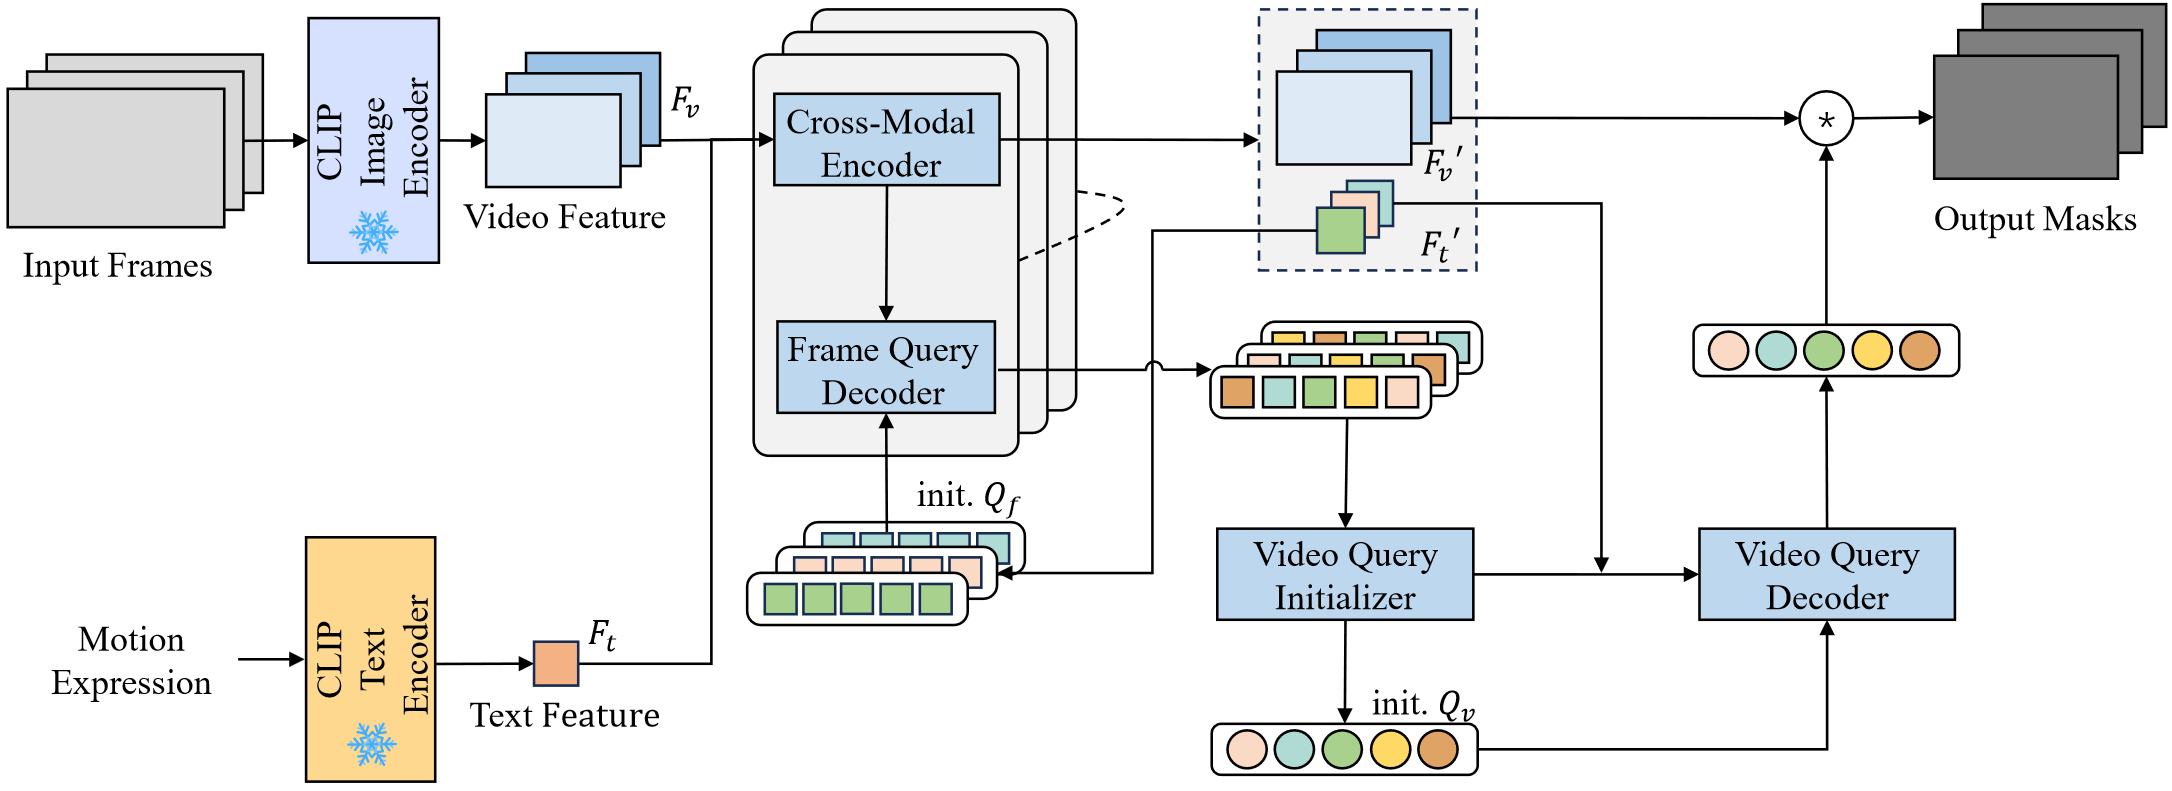 Input Frames
CLIP
Image
Encoder
Video Feature
F_v
Cross-Modal
Encoder
Frame Query
Decoder
init. Q_f
F_v′
F_t′
*
Output Masks
Motion
Expression
CLIP
Text
Encoder
F_t
Text Feature
Video Query
Initializer
Video Query
Decoder
init. Q_v